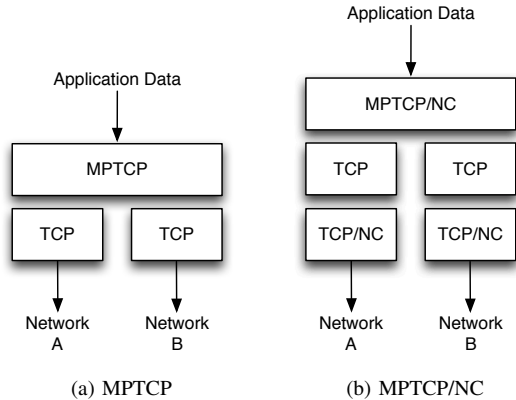 Application Data
MPTCP
TCP TCP
Network A
Network B
(a) MPTCP
Application Data
MPTCP/NC
TCP TCP
TCP/NC TCP/NC
Network A
Network B
(b) MPTCP/NC